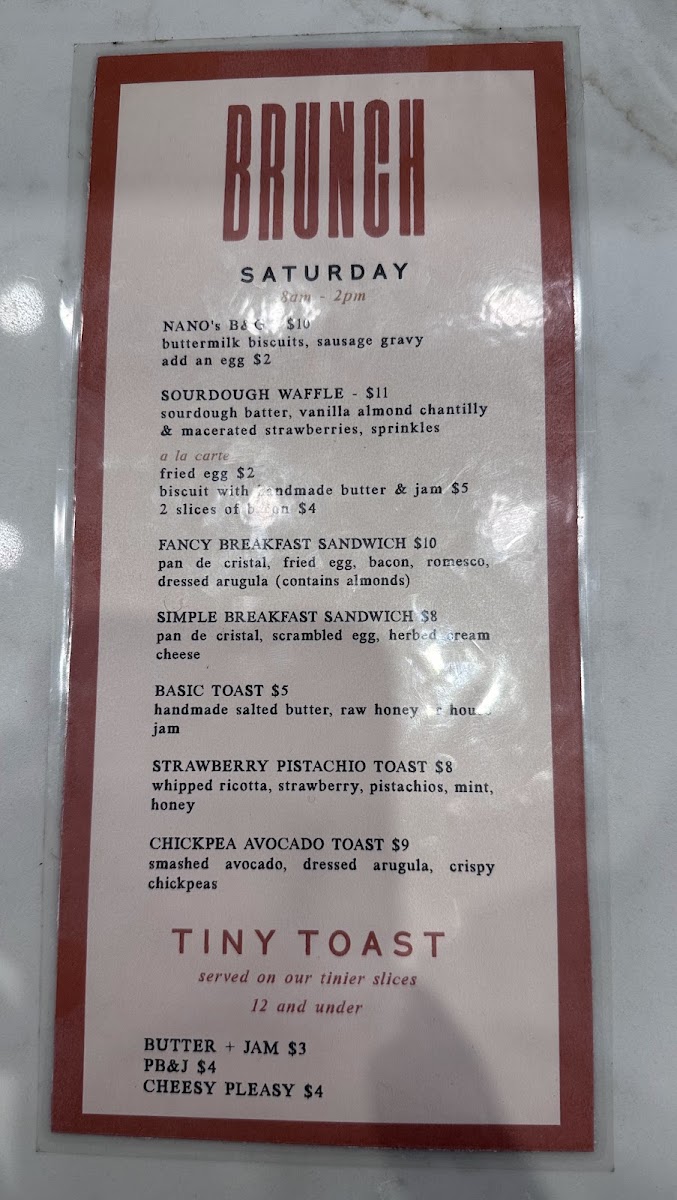 BRUNCH
SATURDAY
8am - 2pm
NANO's B&G - $10
buttermilk biscuits, sausage gravy
add an egg $2
SOURDOUGH WAFFLE - $11
sourdough batter, vanilla almond chantilly
& macerated strawberries, sprinkles
a la carte
fried egg $2
biscuit with handmade butter & jam $5
2 slices of bacon $4
FANCY BREAKFAST SANDWICH $10
pan de cristal, fried egg, bacon, romesco,
dressed arugula (contains almonds)
SIMPLE BREAKFAST SANDWICH $8
pan de cristal, scrambled egg, herbed cream
cheese
BASIC TOAST $5
handmade salted butter, raw honey or house
jam
STRAWBERRY PISTACHIO TOAST $8
whipped ricotta, strawberry, pistachios, mint,
honey
CHICKPEA AVOCADO TOAST $9
smashed avocado, dressed arugula, crispy
chickpeas
TINY TOAST
served on our tinier slices
12 and under
BUTTER + JAM $3
PB&J $4
CHEESY PLEASY $4